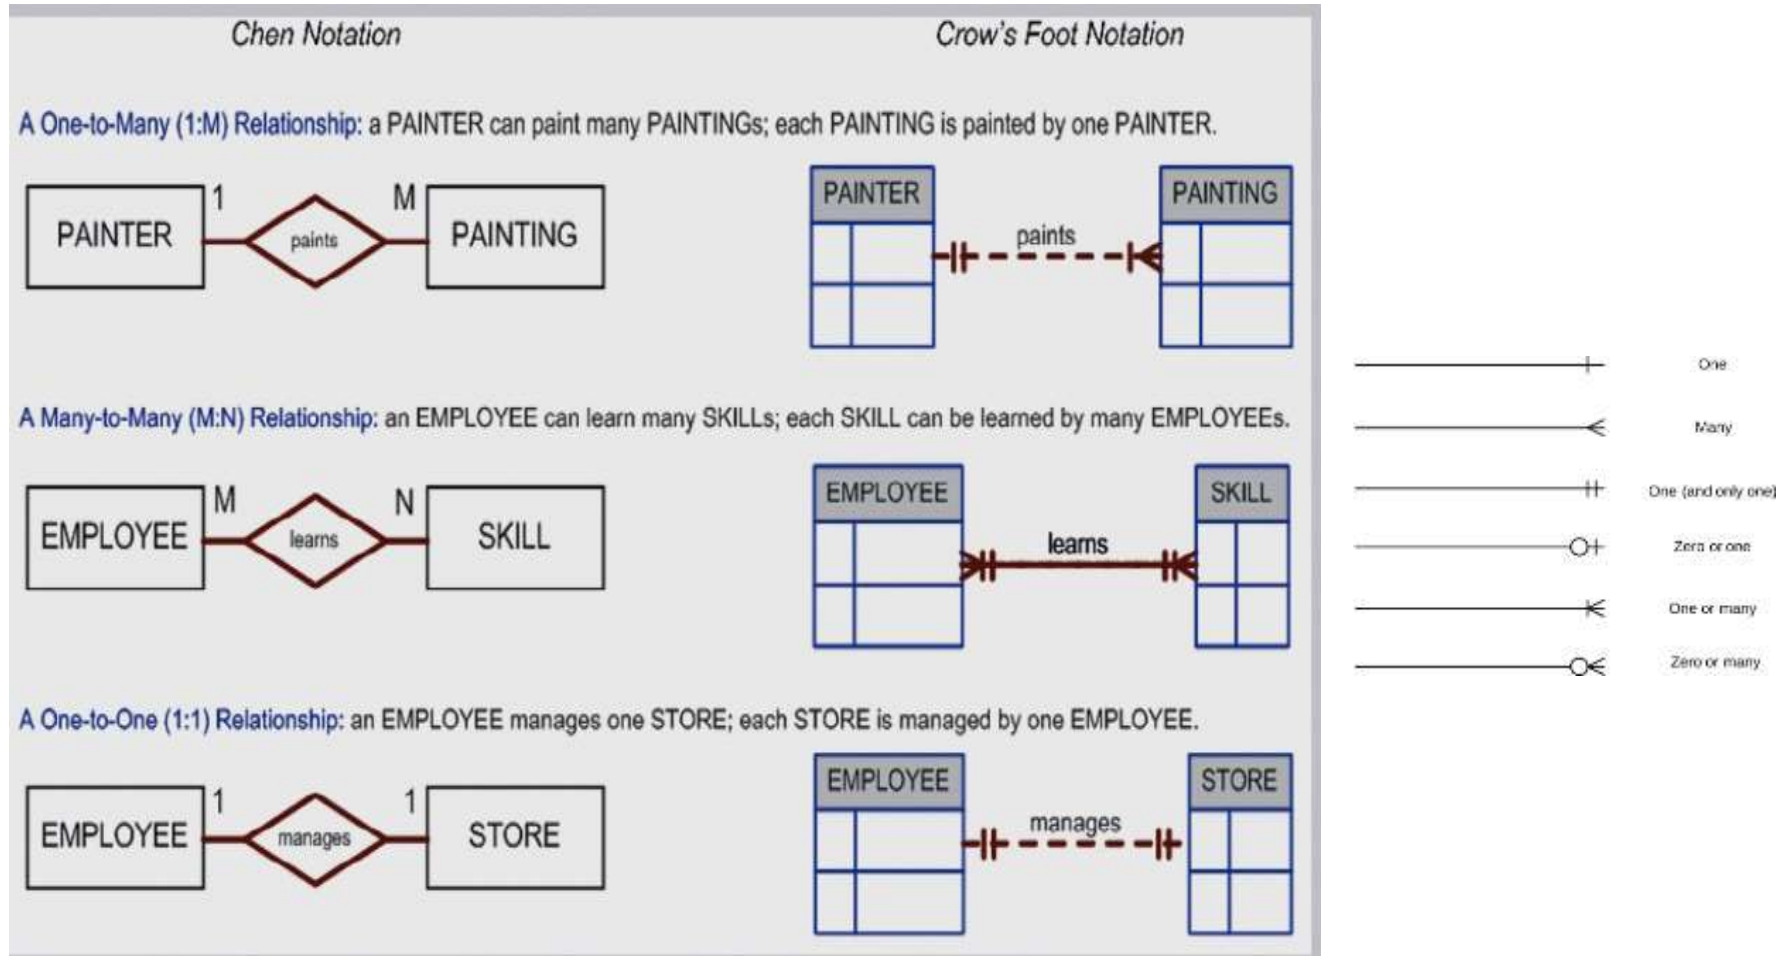 Chen Notation
Crow's Foot Notation
A One-to-Many (1:M) Relationship: a PAINTER can paint many PAINTINGs; each PAINTING is painted by one PAINTER.
PAINTER
1
paints
M
PAINTING
PAINTER
paints
PAINTING
A Many-to-Many (M:N) Relationship: an EMPLOYEE can learn many SKILLs; each SKILL can be learned by many EMPLOYEEs.
EMPLOYEE
M
learns
N
SKILL
EMPLOYEE
learns
SKILL
A One-to-One (1:1) Relationship: an EMPLOYEE manages one STORE; each STORE is managed by one EMPLOYEE.
EMPLOYEE
1
manages
1
STORE
EMPLOYEE
manages
STORE
One
Many
One (and only one)
Zero or one
One or many
Zero or many